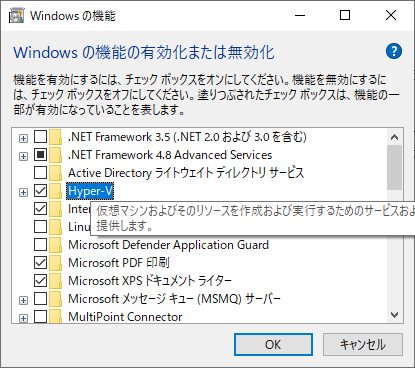 Windows の機能
Windows の機能の有効化または無効化
機能を有効にするには、チェック ボックスをオンにしてください。機能を無効にするに
は、チェック ボックスをオフにしてください。塗りつぶされたチェック ボックスは、機能の一
部が有効になっていることを表します。
.NET Framework 3.5 (.NET 2.0 および 3.0 を含む)
.NET Framework 4.8 Advanced Services
Active Directory ライトウェイト ディレクトリ サービス
Hyper-V
仮想マシンおよびそのリソースを作成および実行するためのサービスおよ
提供します。
Microsoft Defender Application Guard
Microsoft PDF 印刷
Microsoft XPS ドキュメント ライター
Microsoft メッセージ キュー (MSMQ) サーバー
MultiPoint Connector
OK
キャンセル